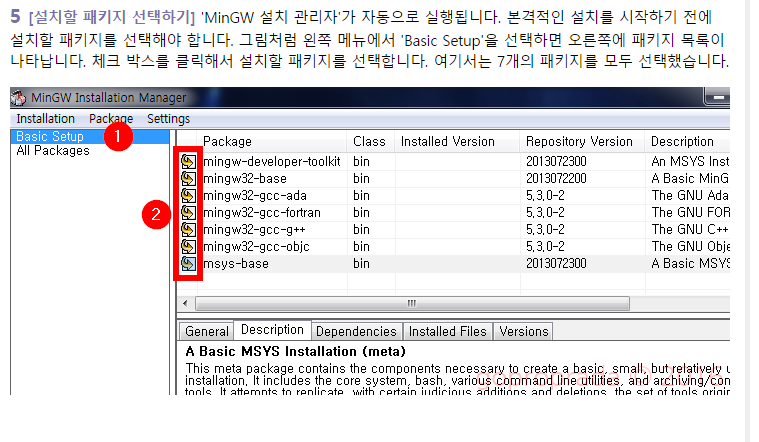 5 [설치할 패키지 선택하기] 'MinGW 설치 관리자'가 자동으로 실행됩니다. 본격적인 설치를 시작하기 전에
설치할 패키지를 선택해야 합니다. 그림처럼 왼쪽 메뉴에서 'Basic Setup'을 선택하면 오른쪽에 패키지 목록이
나타납니다. 체크 박스를 클릭해서 설치할 패키지를 선택합니다. 여기서는 7개의 패키지를 모두 선택했습니다.
MinGW Installation Manager
Installation Package Settings
Basic Setup 1
All Packages
2
Package Class Installed Version Repository Version Description
mingw-developer-toolkit bin 2013072300 An MSYS Inst
mingw32-base bin 2013072200 A Basic MinG
mingw32-gcc-ada bin 5.3.0-2 The GNU Ada
mingw32-gcc-fortran bin 5.3.0-2 The GNU FOR
mingw32-gcc-g++ bin 5.3.0-2 The GNU C++
mingw32-gcc-objc bin 5.3.0-2 The GNU Obje
msys-base bin 2013072300 A Basic MSYS
General Description Dependencies Installed Files Versions
A Basic MSYS Installation (meta)
This meta package contains the components necessary to create a basic, small, but relatively u
installation. It includes the core system, bash, various command line utilities, and archiving/con
tools. It attempts to replicate, with certain judicious additions and deletions, the set of tools origin